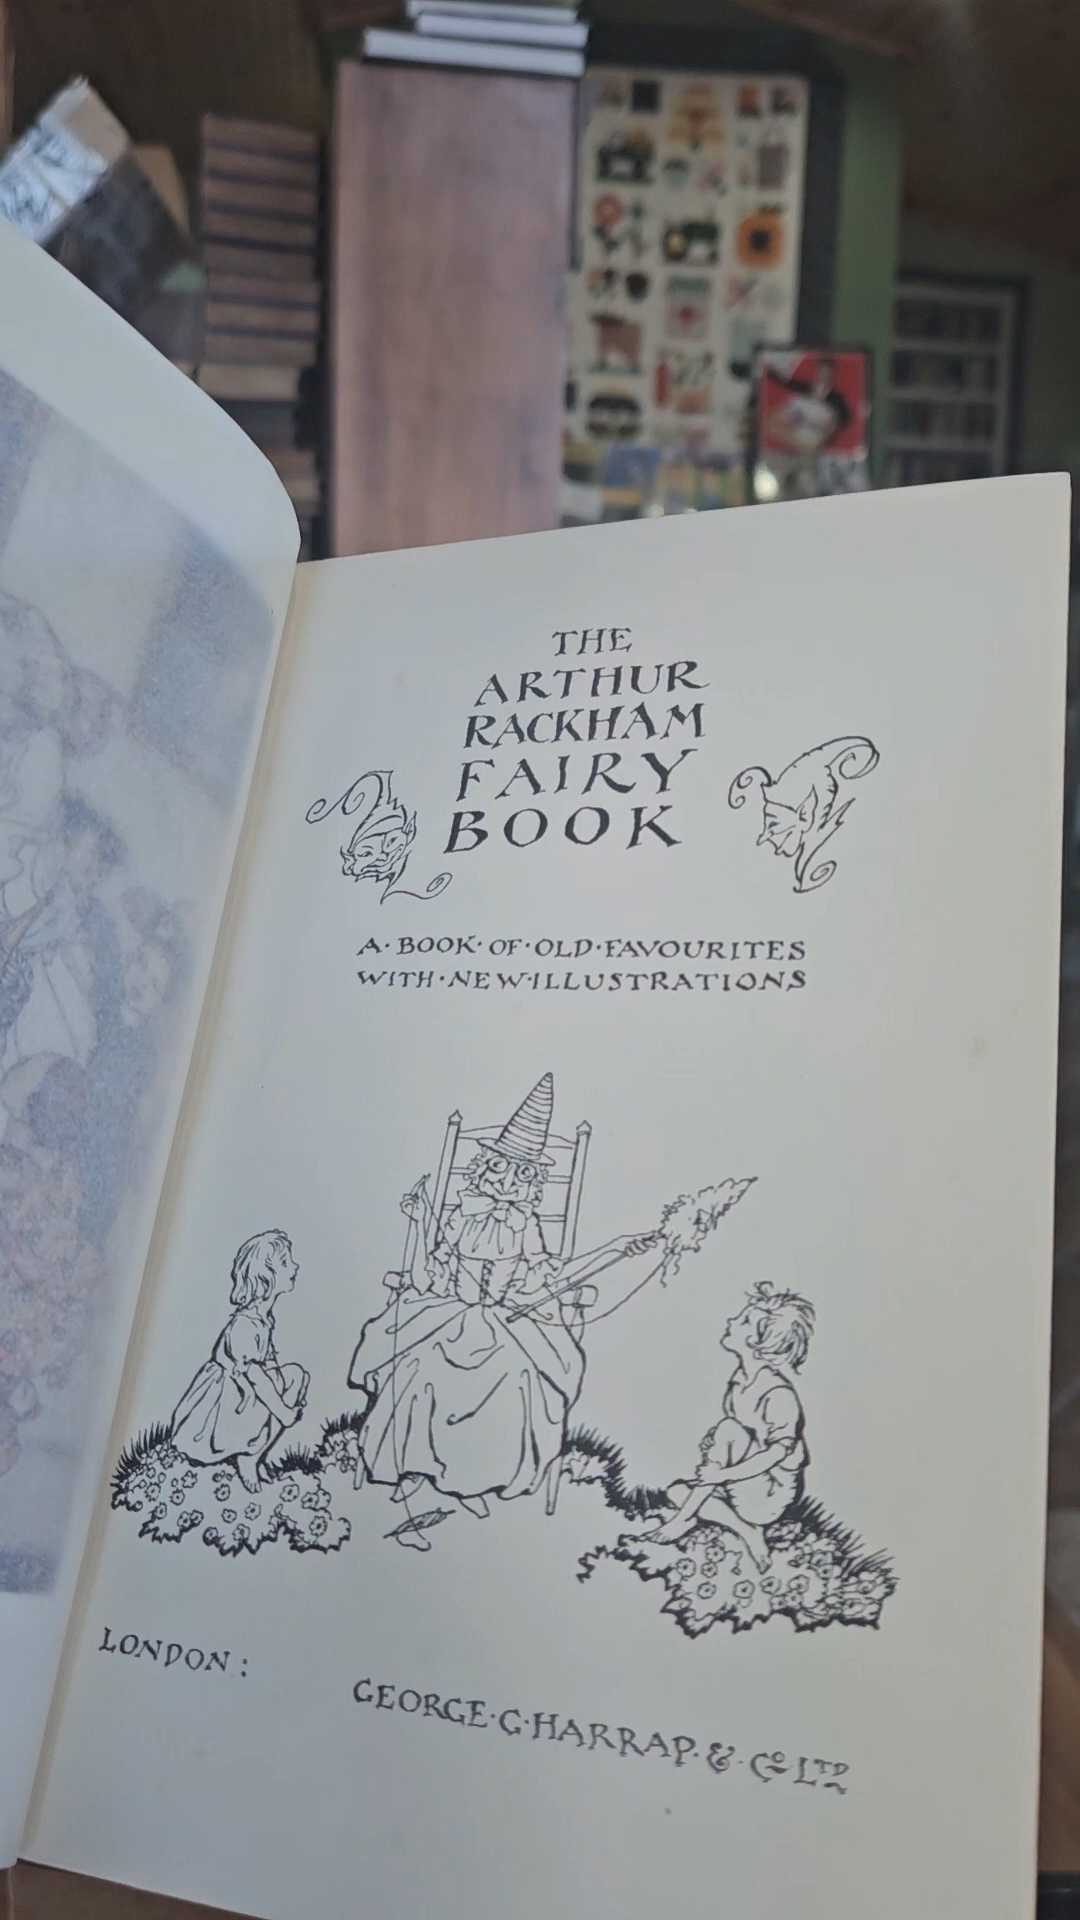 THE
ARTHUR
RACKHAM
FAIRY
BOOK
A·BOOK·OF·OLD·FAVOURITES
WITH·NEW·ILLUSTRATIONS
LONDON:
GEORGE·G·HARRAP·&·Co·LTD